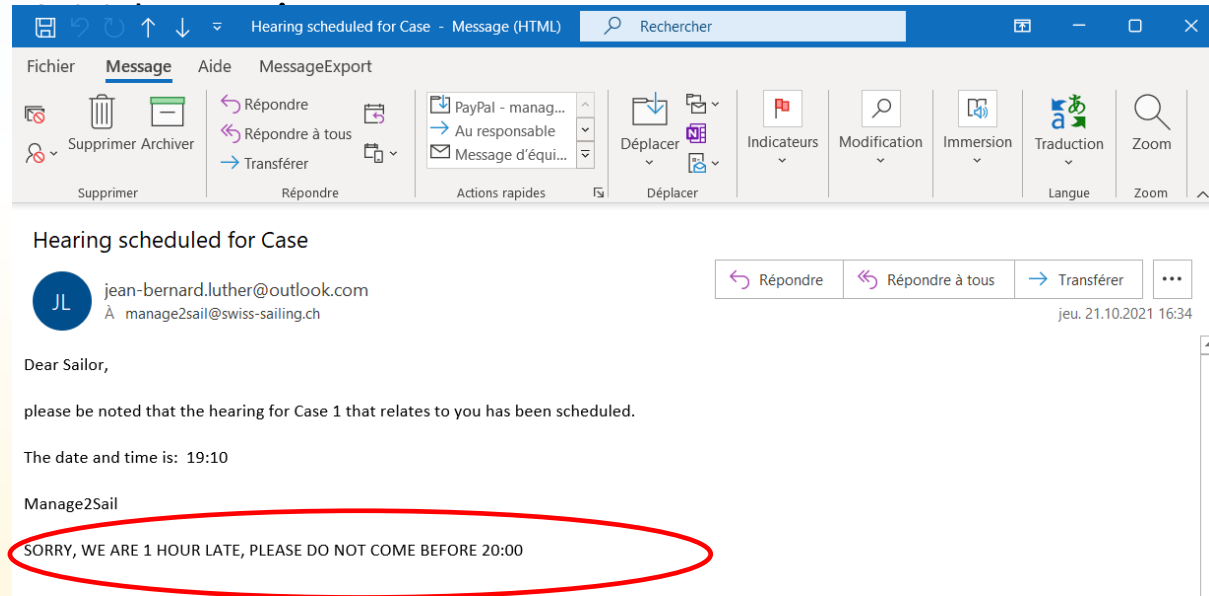 Hearing scheduled for Case - Message (HTML)
Rechercher
Fichier Message Aide MessageExport
Supprimer Archiver
Répondre
Répondre à tous
Transférer
PayPal - manag...
Au responsable
Message d'équi...
Déplacer
Indicateurs
Modification
Immersion
Traduction
Zoom
Supprimer
Répondre
Actions rapides
Déplacer
Langue
Zoom
Hearing scheduled for Case
JL
jean-bernard.luther@outlook.com
À manage2sail@swiss-sailing.ch
Répondre
Répondre à tous
Transférer
jeu. 21.10.2021 16:34
Dear Sailor,
please be noted that the hearing for Case 1 that relates to you has been scheduled.
The date and time is: 19:10
Manage2Sail
SORRY, WE ARE 1 HOUR LATE, PLEASE DO NOT COME BEFORE 20:00